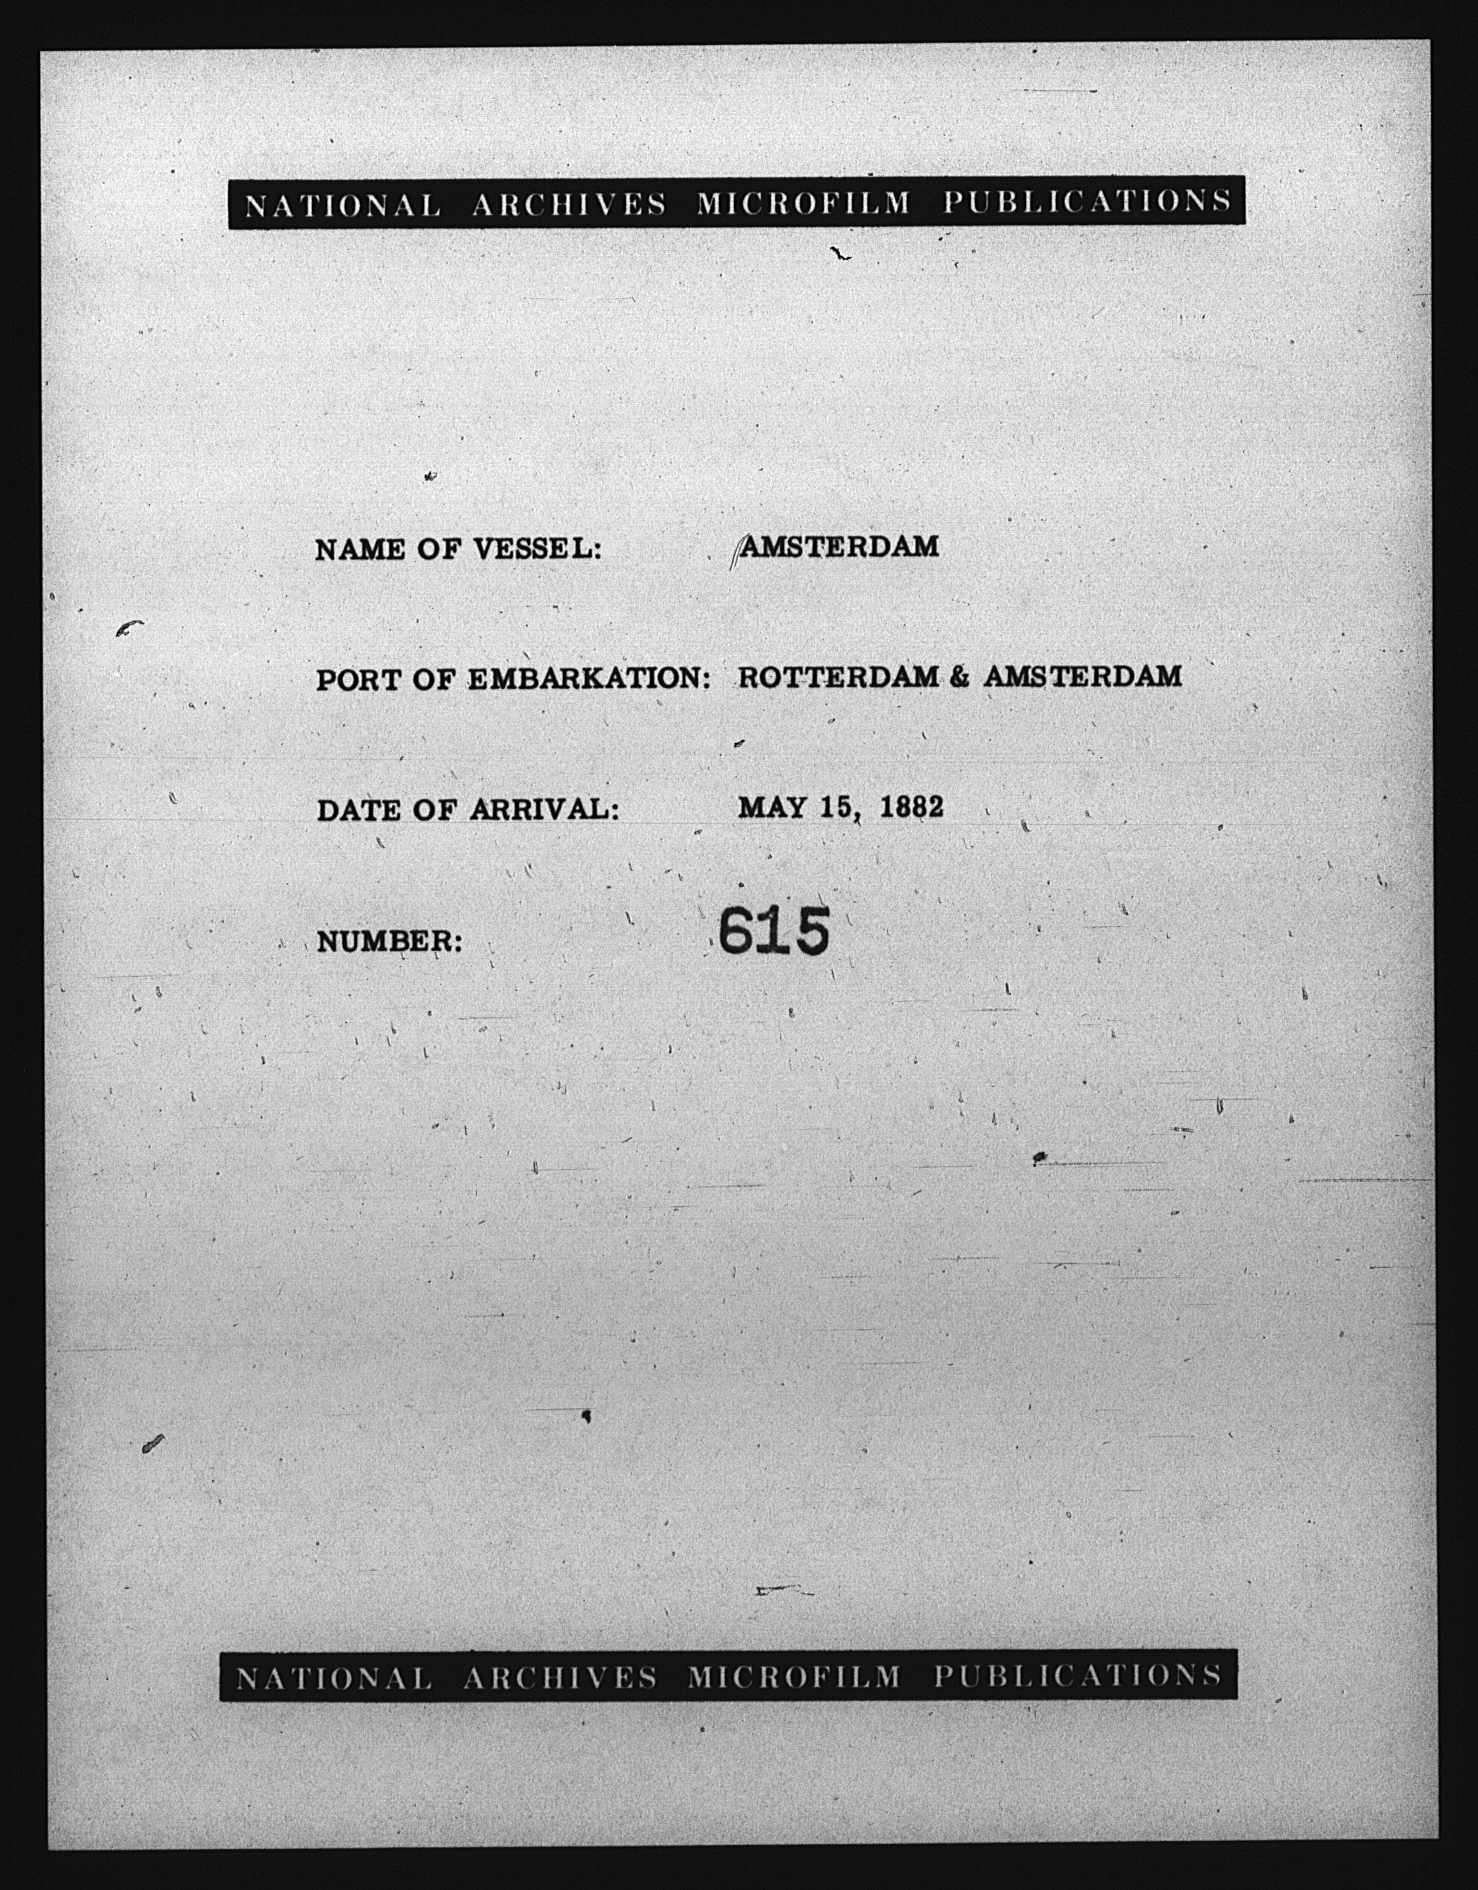 NATIONAL ARCHIVES MICROFILM PUBLICATIONS
NAME OF VESSEL: AMSTERDAM
PORT OF EMBARKATION: ROTTERDAM & AMSTERDAM
DATE OF ARRIVAL: MAY 15, 1882
NUMBER: 615
NATIONAL ARCHIVES MICROFILM PUBLICATIONS